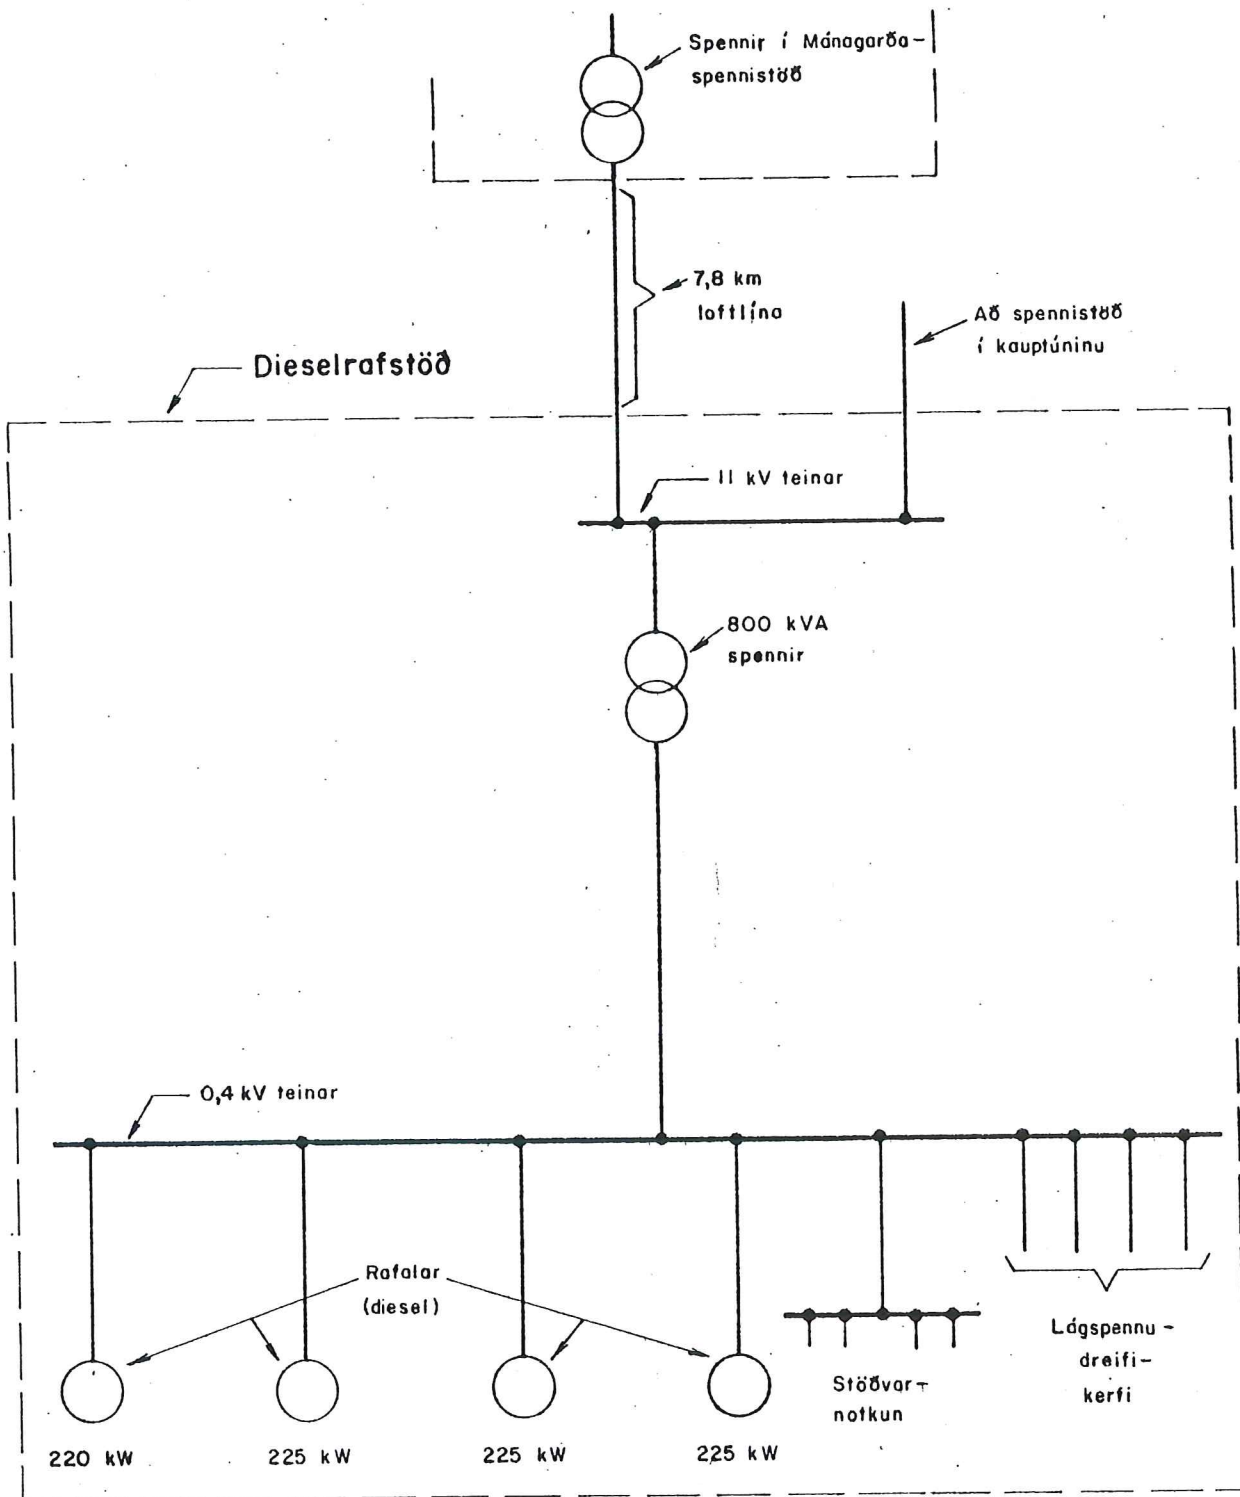 Spennir í Mánagarða-
spennistöð
7,8 km
loftlína
Að spennistöð
í kauptúninu
Dieselrafstöð
11 kV teinar
800 kVA
spennir
0,4 kV teinar
Rafalar
(diesel)
Lágspennu-
dreifi-
kerfi
Stöðvar-
notkun
220 kW
225 kW
225 kW
225 kW